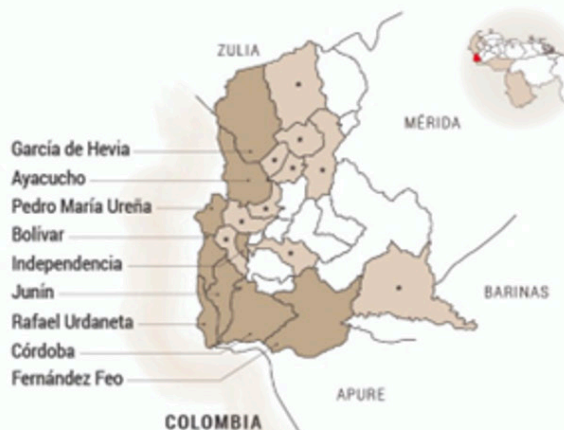 ZULIA
MÉRIDA
García de Hevia
Ayacucho
Pedro María Ureña
Bolívar
Independencia
Junín
Rafael Urdaneta
Córdoba
Fernández Feo
BARINAS
APURE
COLOMBIA